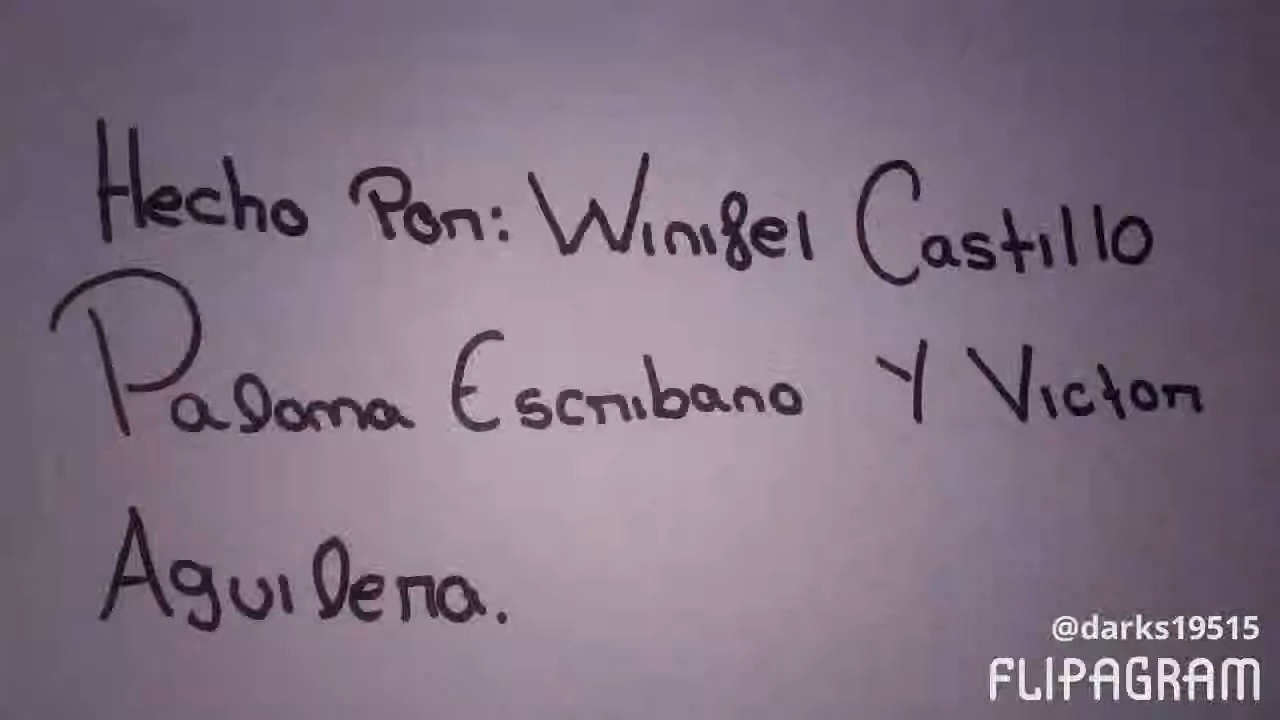 Hecho Por: Winifel Castillo
Paloma Escribano Y Victor
Aguilera.
@darks19515
FLIPAGRAM